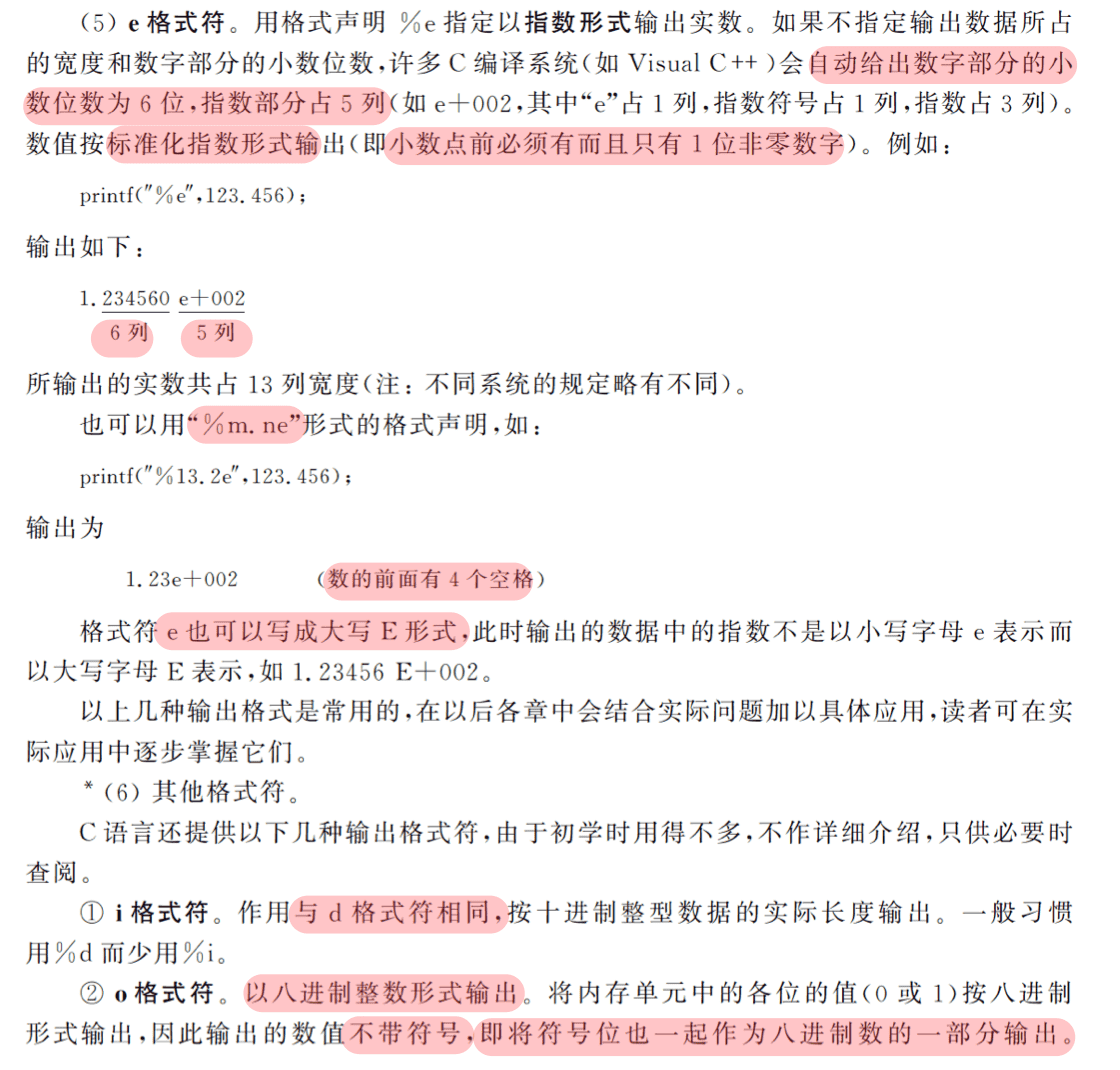 (5) e 格式符。用格式声明 %e 指定以指数形式输出实数。如果不指定输出数据所占
的宽度和数字部分的小数位数,许多 C 编译系统(如 Visual C++ )会自动给出数字部分的小
数位数为 6 位,指数部分占 5 列(如 e+002,其中“e”占 1 列,指数符号占 1 列,指数占 3 列)。
数值按标准化指数形式输出(即小数点前必须有而且只有 1 位非零数字)。例如:
printf("%e",123.456);
输出如下:
1.234560 e+002
6 列 5 列
所输出的实数共占 13 列宽度(注: 不同系统的规定略有不同)。
也可以用“%m.ne”形式的格式声明,如:
printf("%13.2e",123.456);
输出为
1.23e+002 (数的前面有 4 个空格)
格式符 e 也可以写成大写 E 形式,此时输出的数据中的指数不是以小写字母 e 表示而
以大写字母 E 表示,如 1.23456 E+002。
以上几种输出格式是常用的,在以后各章中会结合实际问题加以具体应用,读者可在实
际应用中逐步掌握它们。
*(6) 其他格式符。
C 语言还提供以下几种输出格式符,由于初学时用得不多,不作详细介绍,只供必要时
查阅。
① i 格式符。作用与 d 格式符相同,按十进制整型数据的实际长度输出。一般习惯
用%d 而少用%i。
② o 格式符。以八进制整数形式输出。将内存单元中的各位的值(0 或 1)按八进制
形式输出,因此输出的数值不带符号,即将符号位也一起作为八进制数的一部分输出。